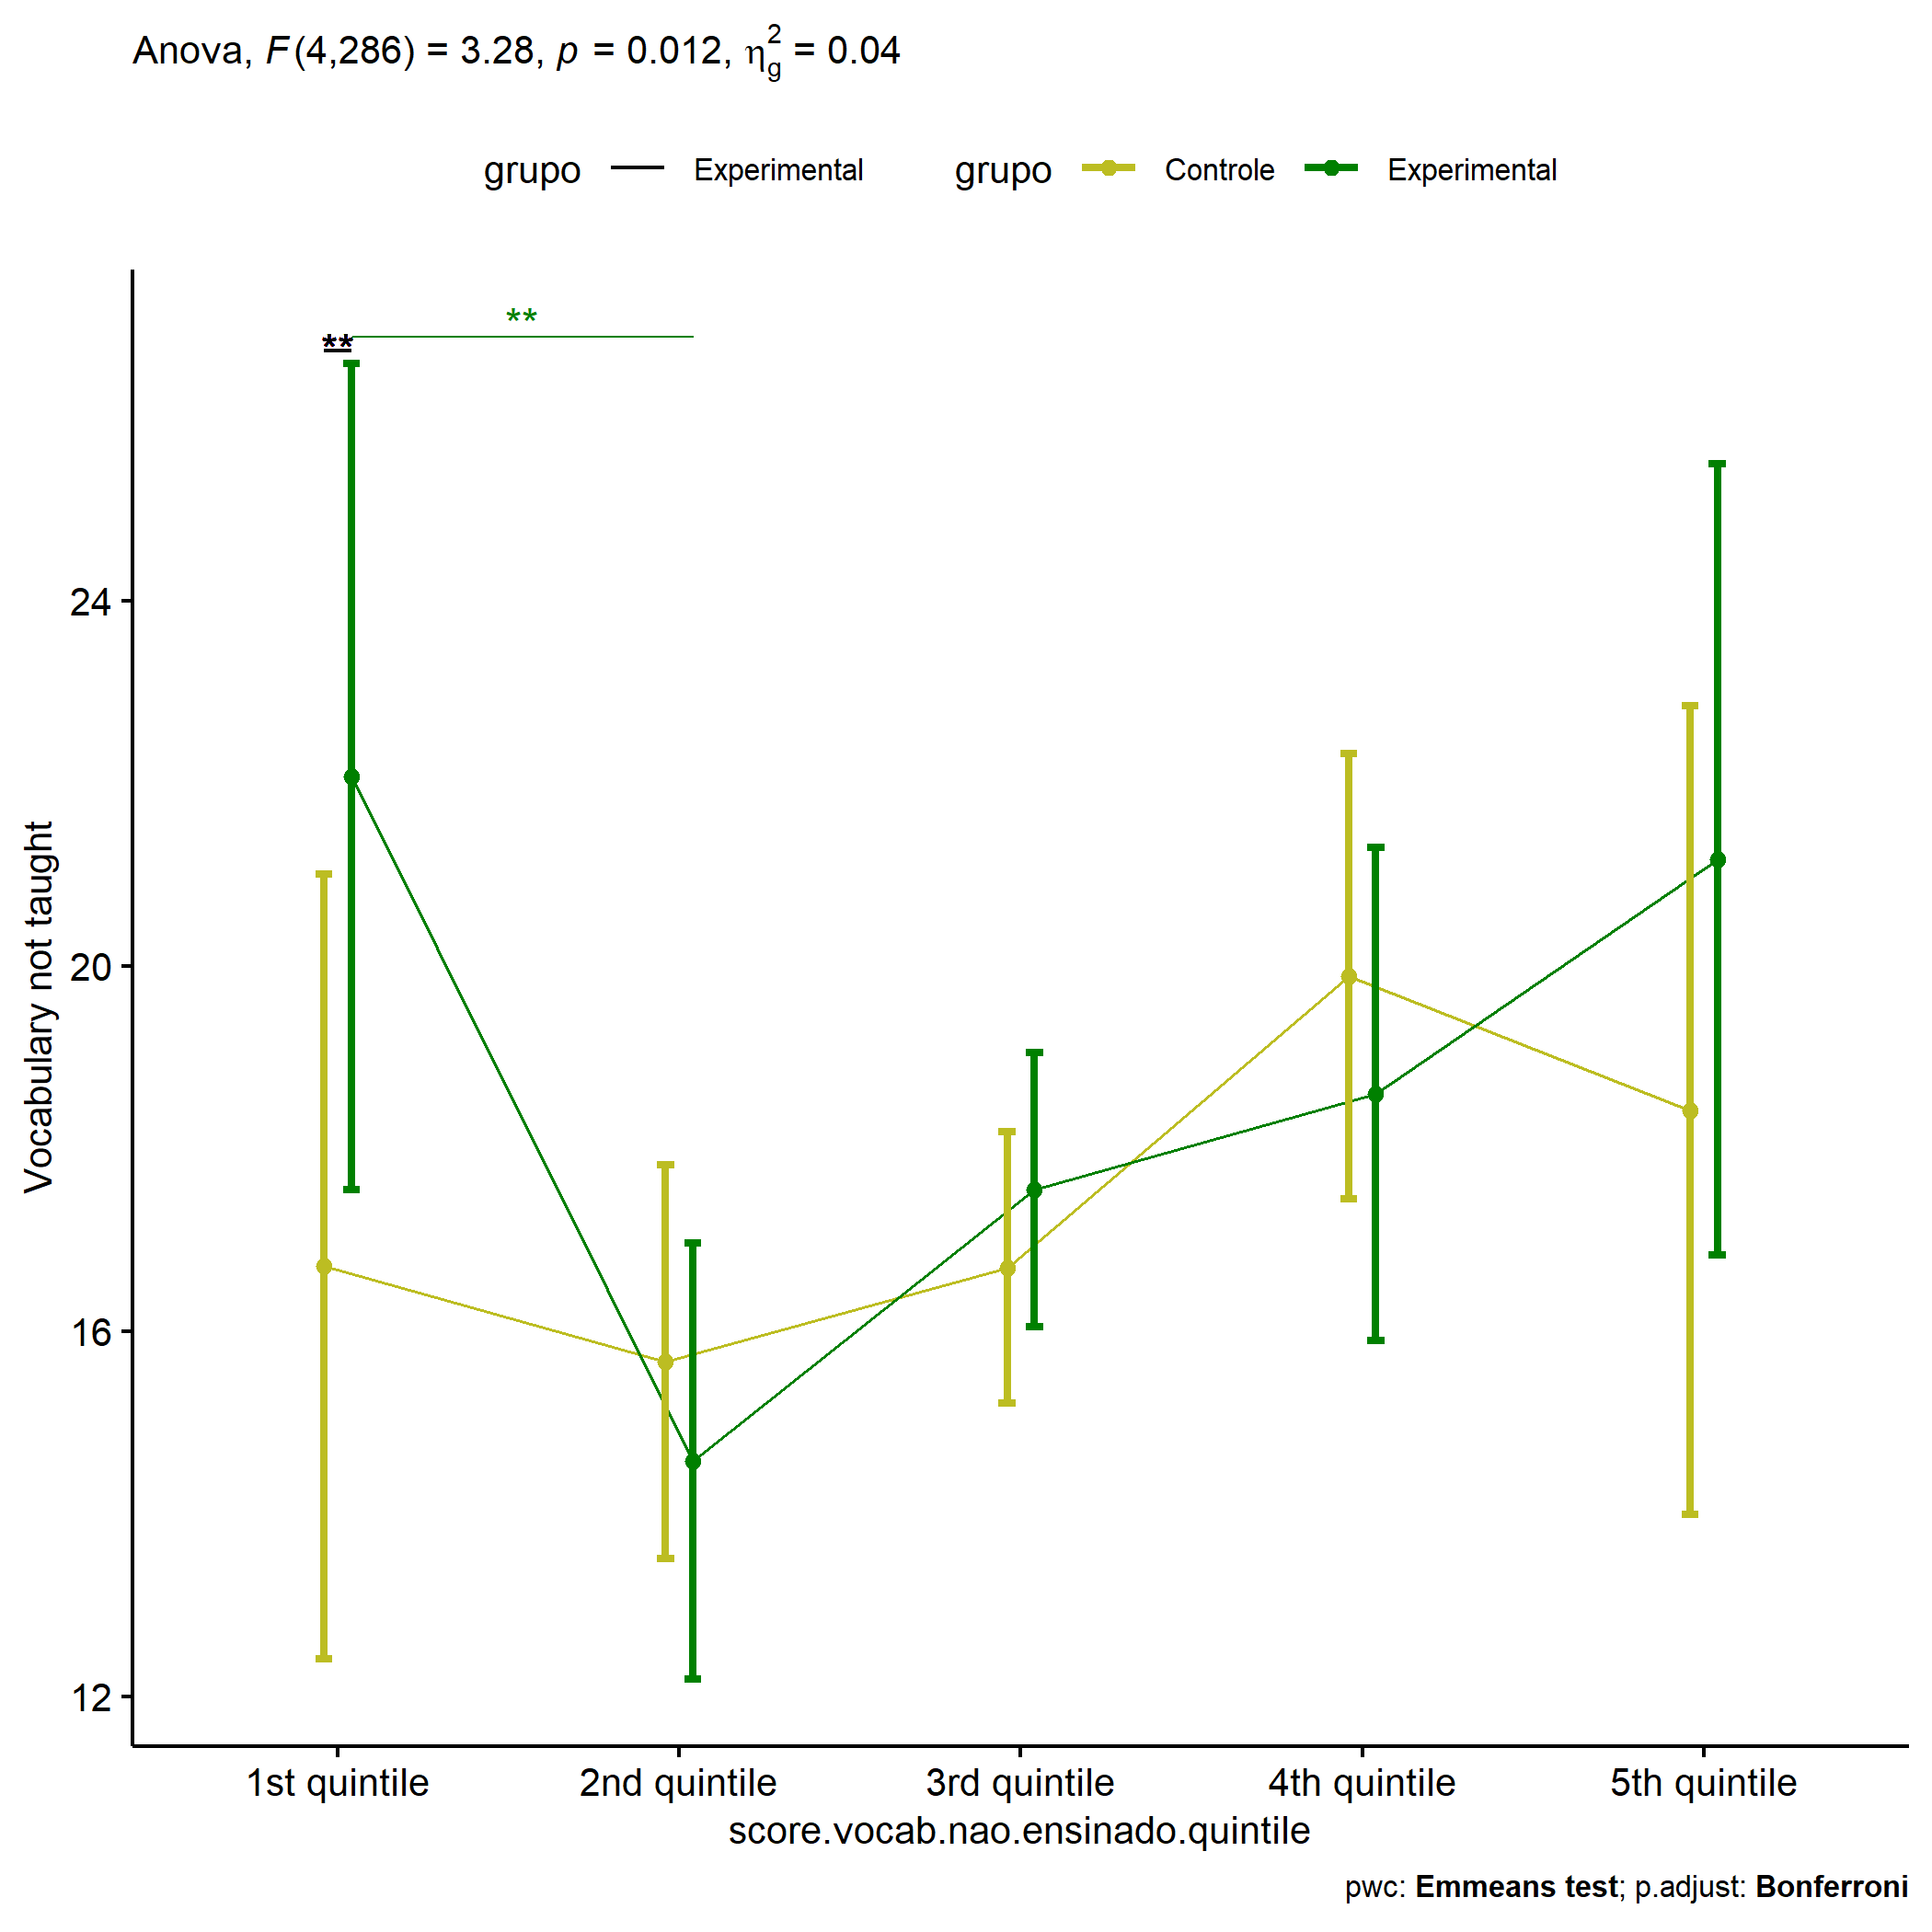 Anova, F(4,286) = 3.28, p = 0.012, η²g = 0.04
grupo Experimental grupo Controle Experimental
**
**
24
20
16
12
Vocabulary not taught
1st quintile 2nd quintile 3rd quintile 4th quintile 5th quintile
score.vocab.nao.ensinado.quintile
pwc: Emmeans test; p.adjust: Bonferroni